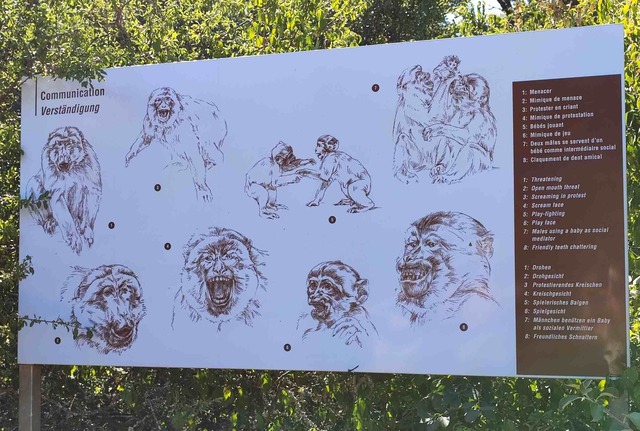 Communication
Verständigung
1: Menacer
2: Mimique de menace
3: Protester en criant
4: Mimique de protestation
5: Bébés jouant
6: Mimique de jeu
7: Deux mâles se servent d'un
bébé comme intermédiaire social
8: Claquement de dent amical
1: Threatening
2: Open mouth threat
3: Screaming in protest
4: Scream face
5: Play-fighting
6: Play face
7: Males using a baby as social
mediator
8: Friendly teeth chattering
1: Drohen
2: Drohgesicht
3 Protestierendes Kreischen
4: Kreischgesicht
5: Spielerisches Balgen
6: Spielgesicht
7: Männchen benützen ein Baby
als sozialen Vermittler
8: Freundliches Schnattern